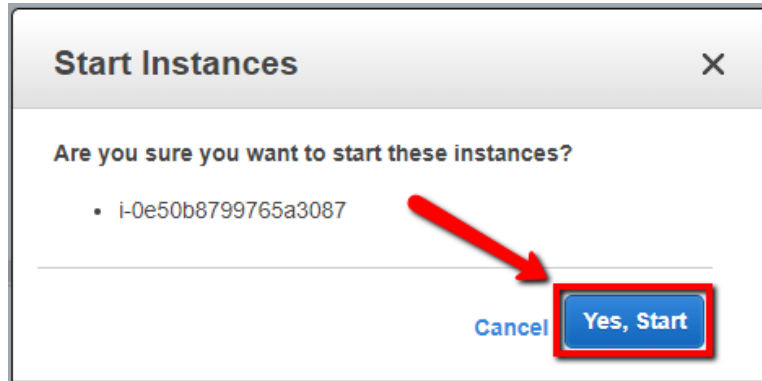 Start Instances
Are you sure you want to start these instances?
• i-0e50b8799765a3087
Cancel Yes, Start